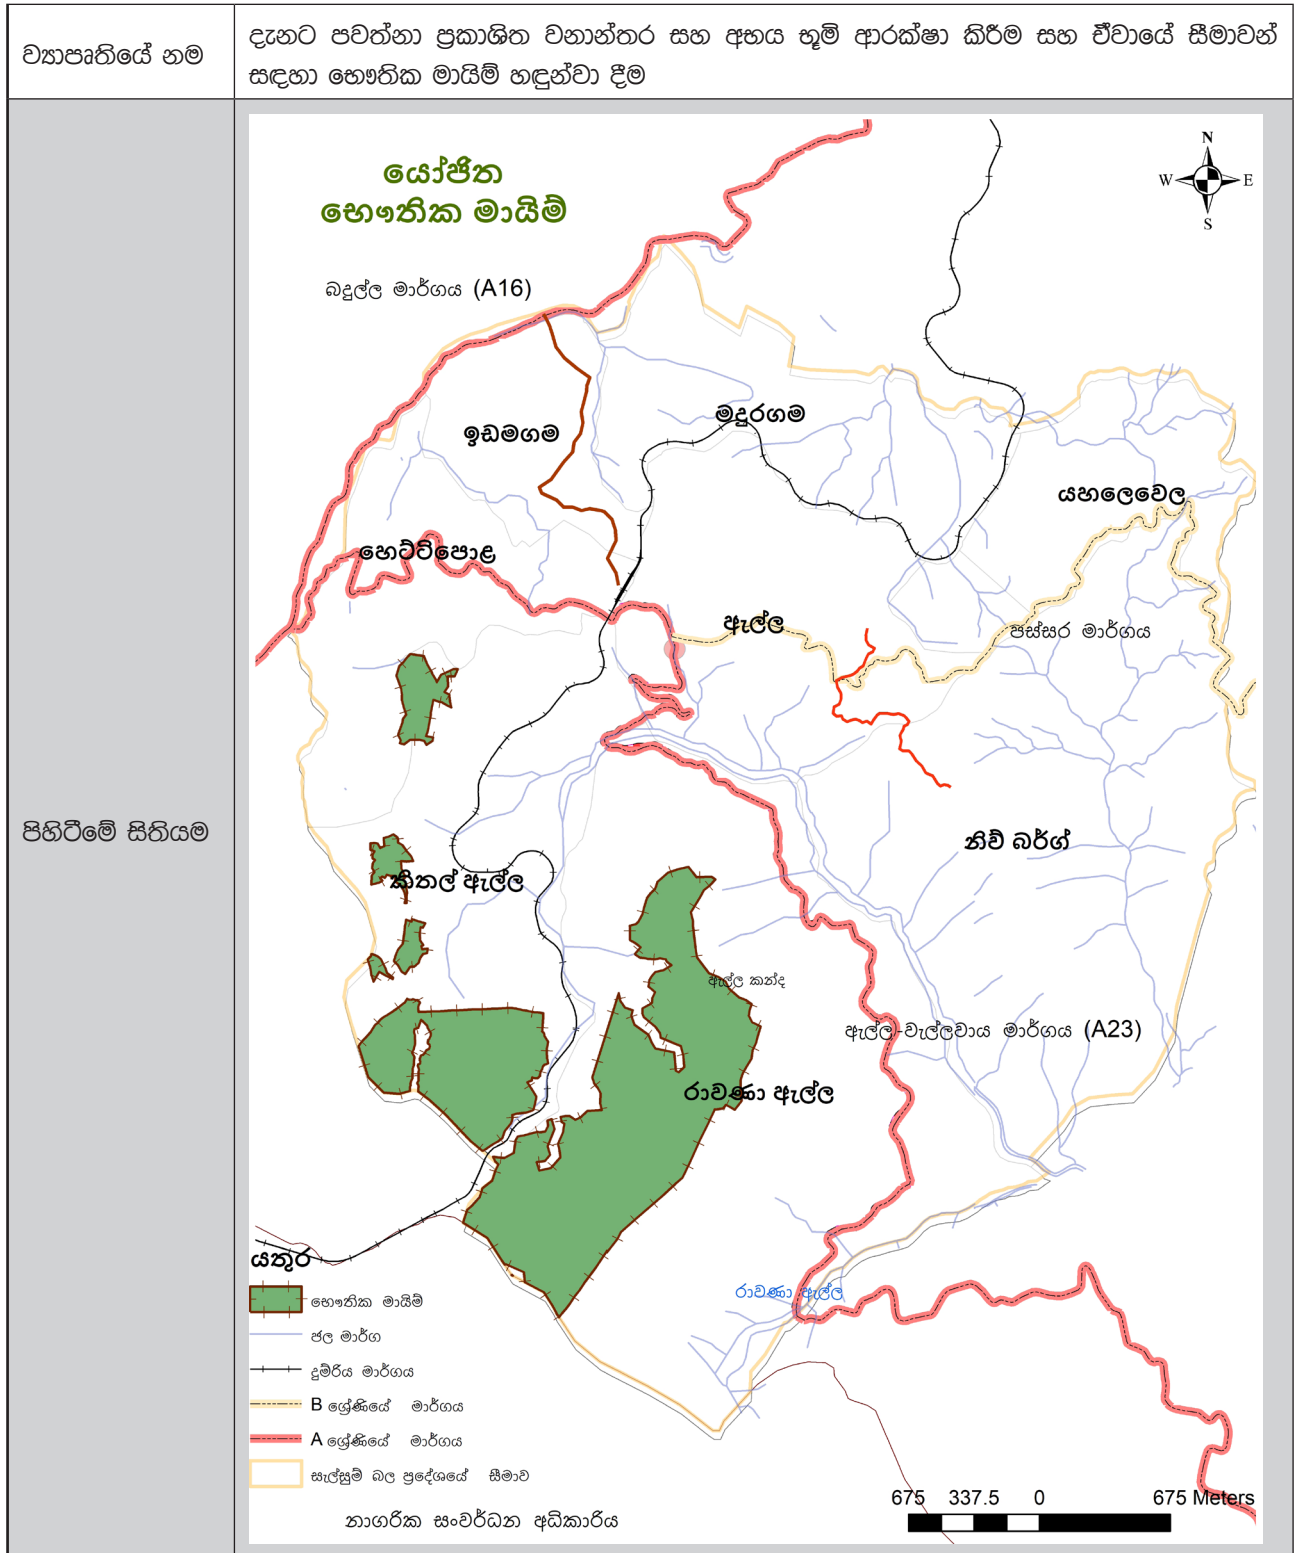 ව්‍යාපෘතියේ නම
දැනට පවත්නා ප්‍රකාශිත වනාන්තර සහ අභය භූමි ආරක්ෂා කිරීම සහ ඒවායේ සීමාවන්
සඳහා භෞතික මායිම් හඳුන්වා දීම
පිහිටීමේ සිතියම
යෝජිත
භෞතික මායිම්
N
W
E
S
බදුල්ල මාර්ගය (A16)
මදුරගම
ඉඩමගම
යහලෙවෙල
හෙට්ටිපොළ
ඇල්ල
පස්සර මාර්ගය
නිව් බර්ග්
කිතල් ඇල්ල
ඇල්ල කන්ද
ඇල්ල-වැල්ලවාය මාර්ගය (A23)
රාවණා ඇල්ල
රාවණා ඇල්ල
යතුර
භෞතික මායිම්
ජල මාර්ග
දුම්රිය මාර්ගය
B ශ්‍රේණියේ මාර්ගය
A ශ්‍රේණියේ මාර්ගය
සැල්සුම් බල ප්‍රදේශයේ සීමාව
675 337.5 0 675 Meters
නාගරික සංවර්ධන අධිකාරිය